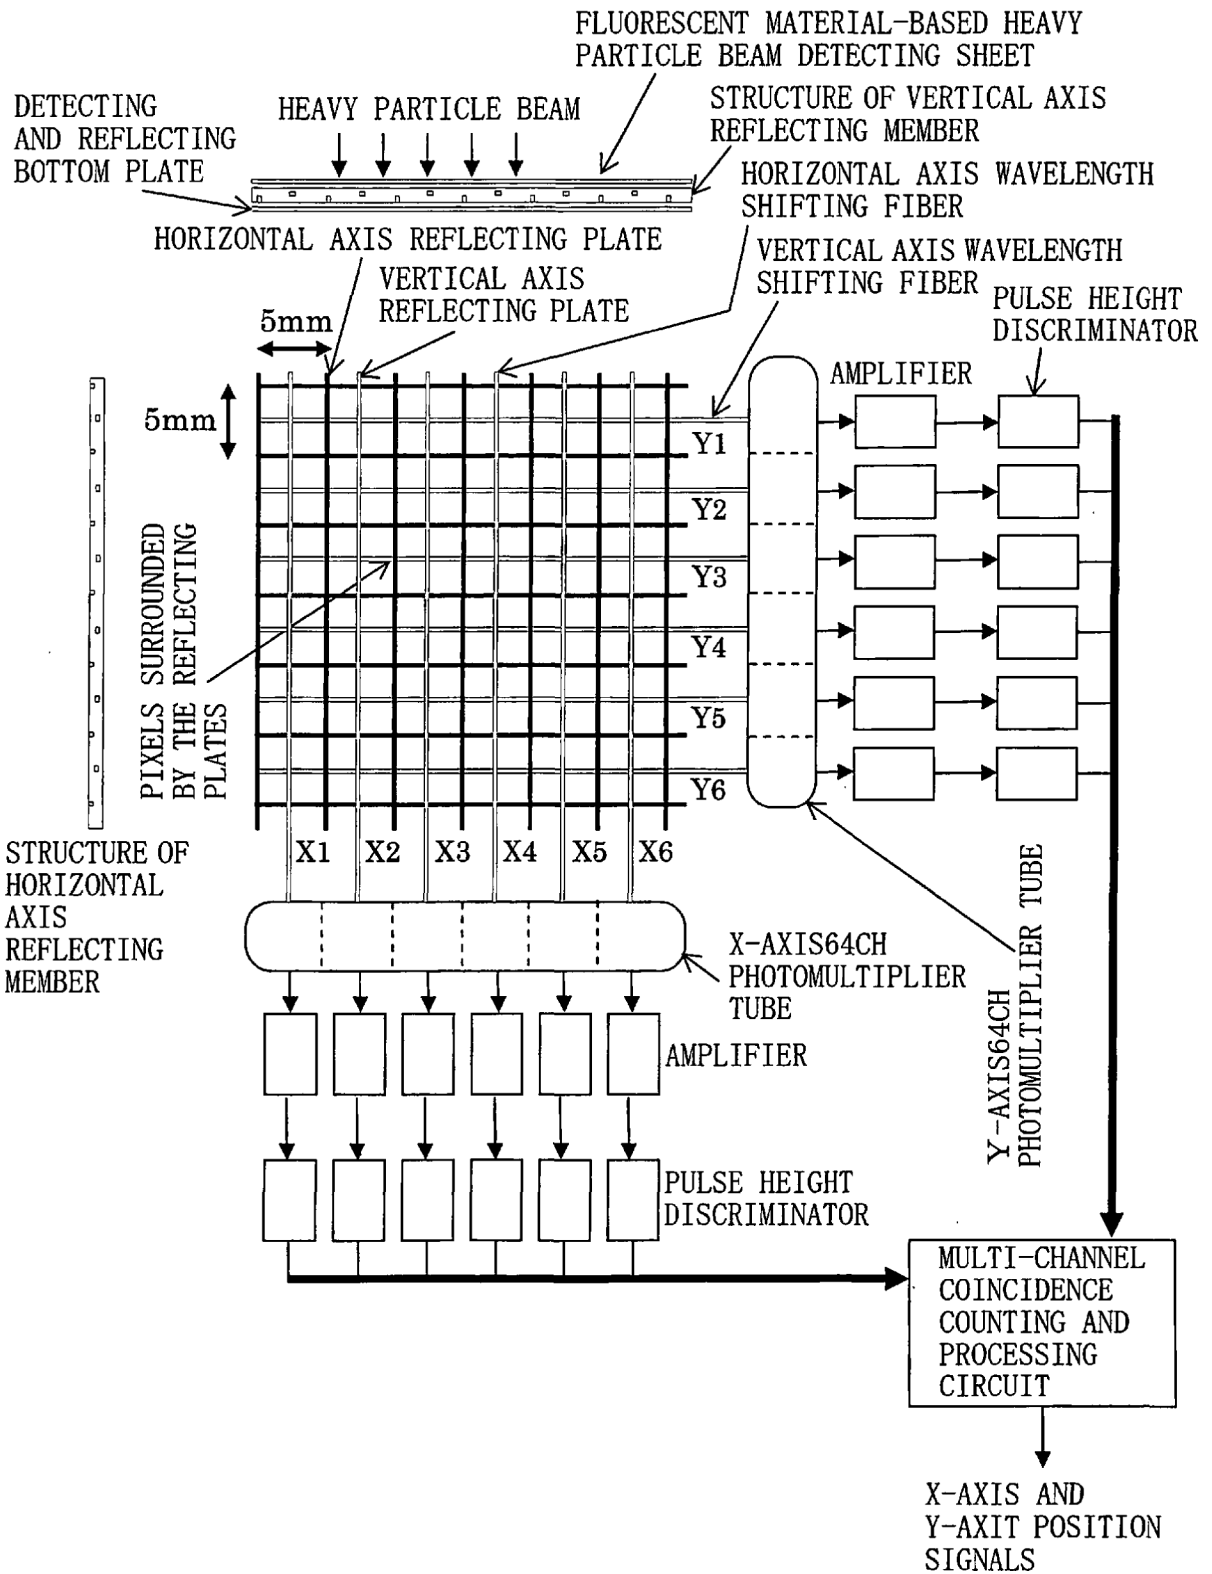 FLUORESCENT MATERIAL-BASED HEAVY
PARTICLE BEAM DETECTING SHEET
DETECTING
AND REFLECTING
BOTTOM PLATE
HEAVY PARTICLE BEAM
STRUCTURE OF VERTICAL AXIS
REFLECTING MEMBER
HORIZONTAL AXIS WAVELENGTH
SHIFTING FIBER
HORIZONTAL AXIS REFLECTING PLATE
VERTICAL AXIS
REFLECTING PLATE
VERTICAL AXIS WAVELENGTH
SHIFTING FIBER
PULSE HEIGHT
DISCRIMINATOR
5mm
AMPLIFIER
5mm
Y1
Y2
Y3
Y4
Y5
Y6
PIXELS SURROUNDED
BY THE REFLECTING
PLATES
X1 X2 X3 X4 X5 X6
STRUCTURE OF
HORIZONTAL
AXIS
REFLECTING
MEMBER
X-AXIS64CH
PHOTOMULTIPLIER
TUBE
Y-AXIS64CH
PHOTOMULTIPLIER TUBE
AMPLIFIER
PULSE HEIGHT
DISCRIMINATOR
MULTI-CHANNEL
COINCIDENCE
COUNTING AND
PROCESSING
CIRCUIT
X-AXIS AND
Y-AXIT POSITION
SIGNALS